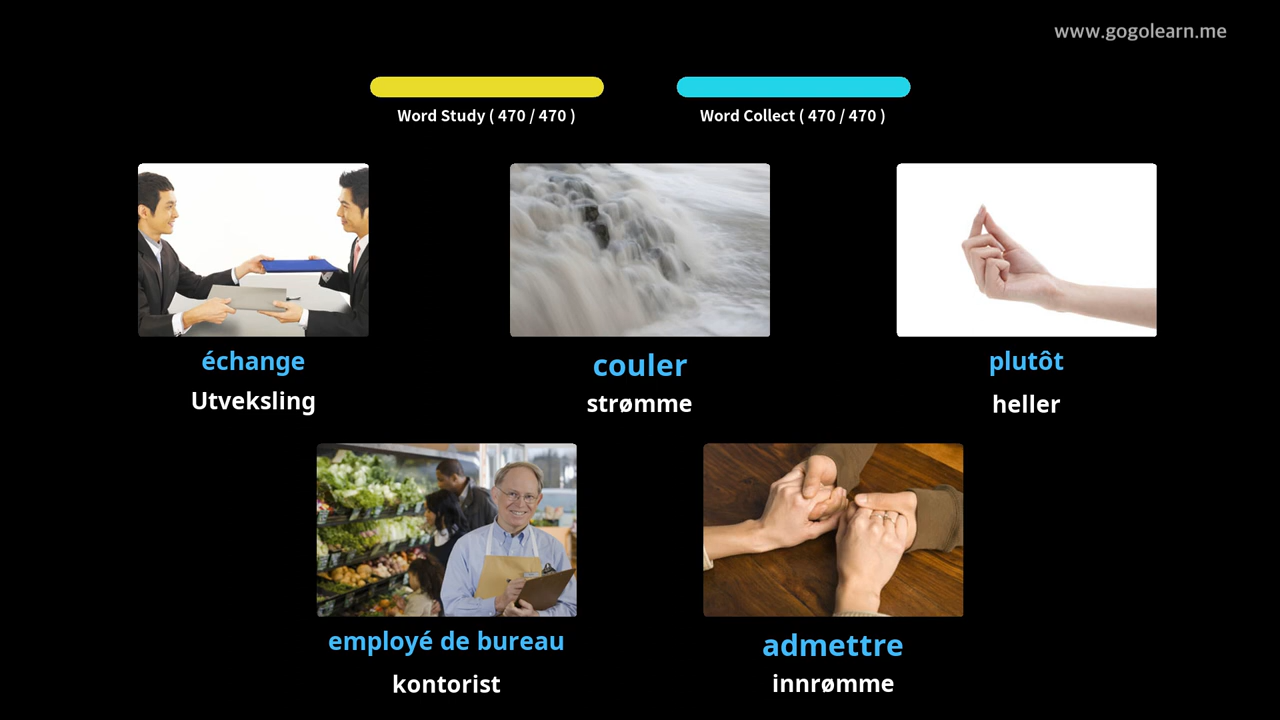 www.gogolearn.me
Word Study ( 470 / 470 )
Word Collect ( 470 / 470 )
échange
Utveksling
couler
strømme
plutôt
heller
employé de bureau
kontorist
admettre
innrømme